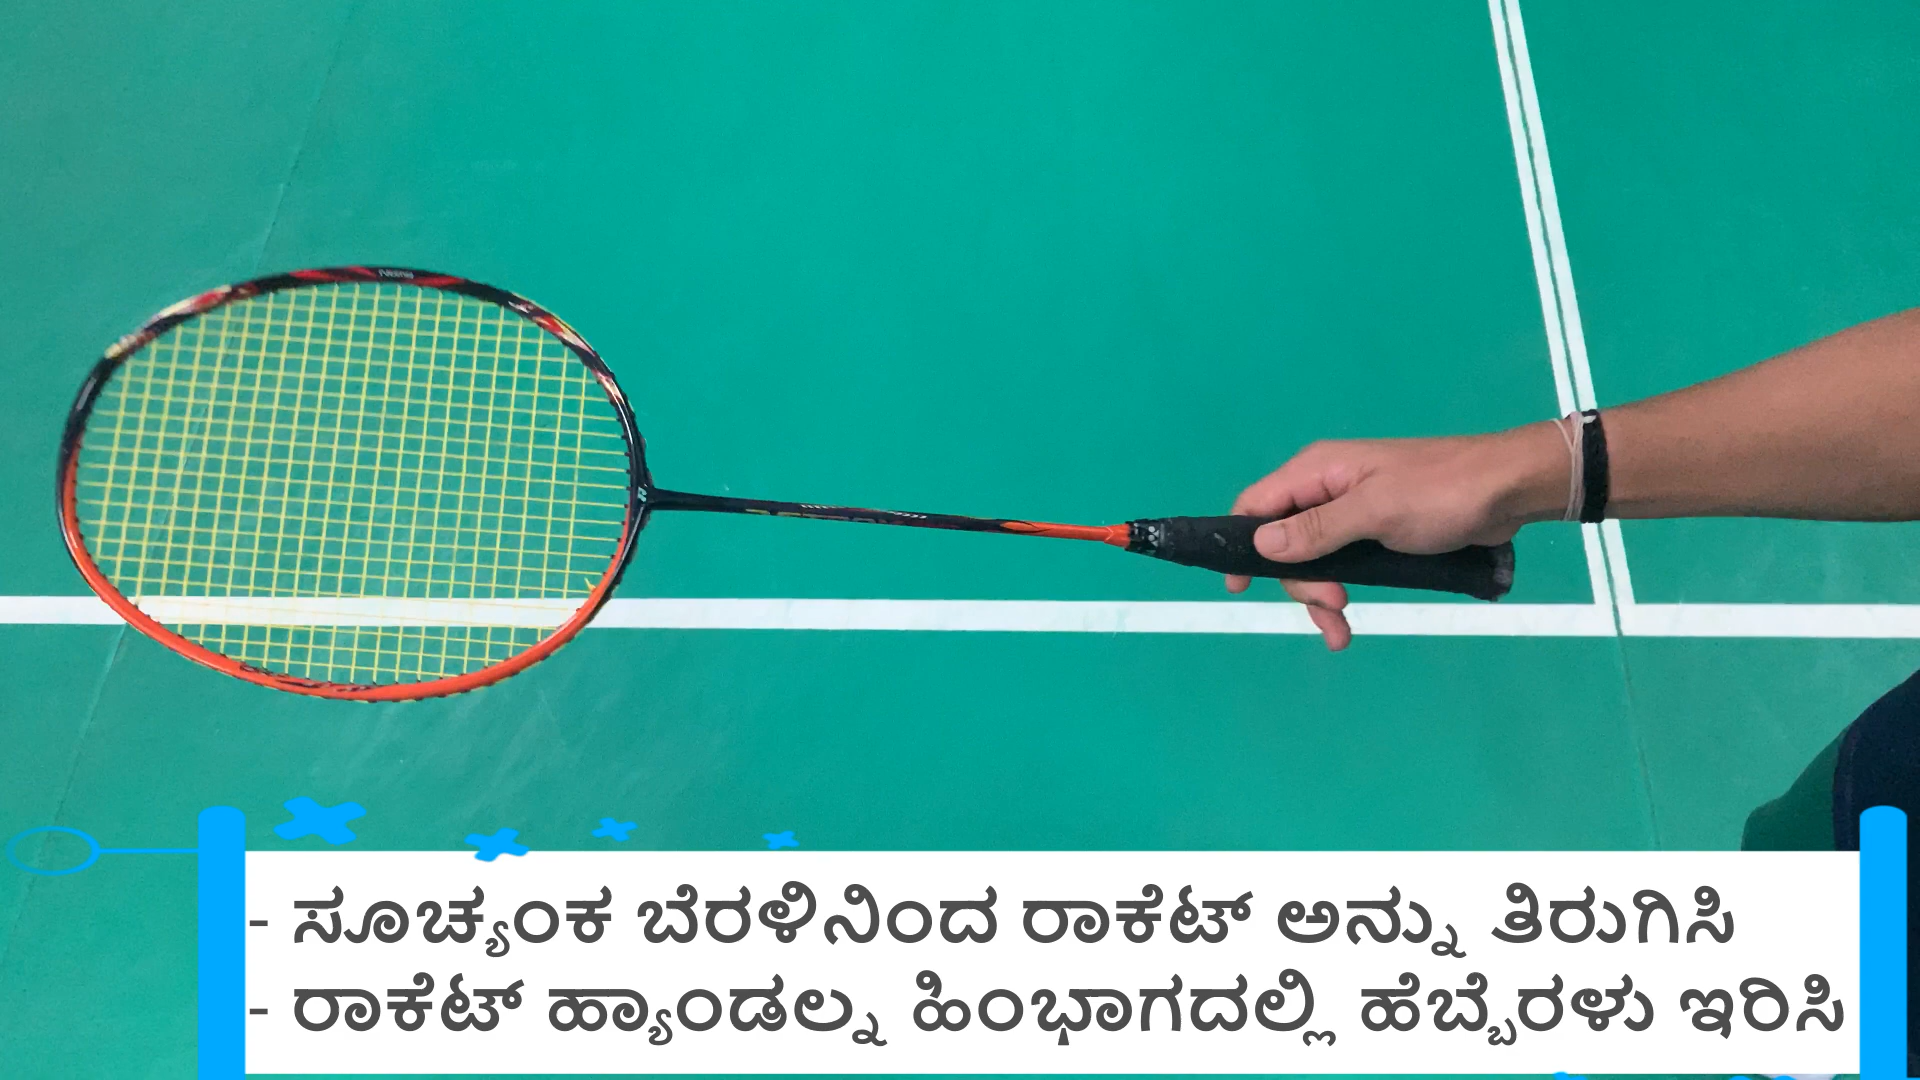 - ಸೂಚ್ಯಂಕ ಬೆರಳಿನಿಂದ ರಾಕೆಟ್ ಅನ್ನು ತಿರುಗಿಸಿ
- ರಾಕೆಟ್ ಹ್ಯಾಂಡಲ್ನ ಹಿಂಭಾಗದಲ್ಲಿ ಹೆಬ್ಬೆರಳು ಇರಿಸಿ